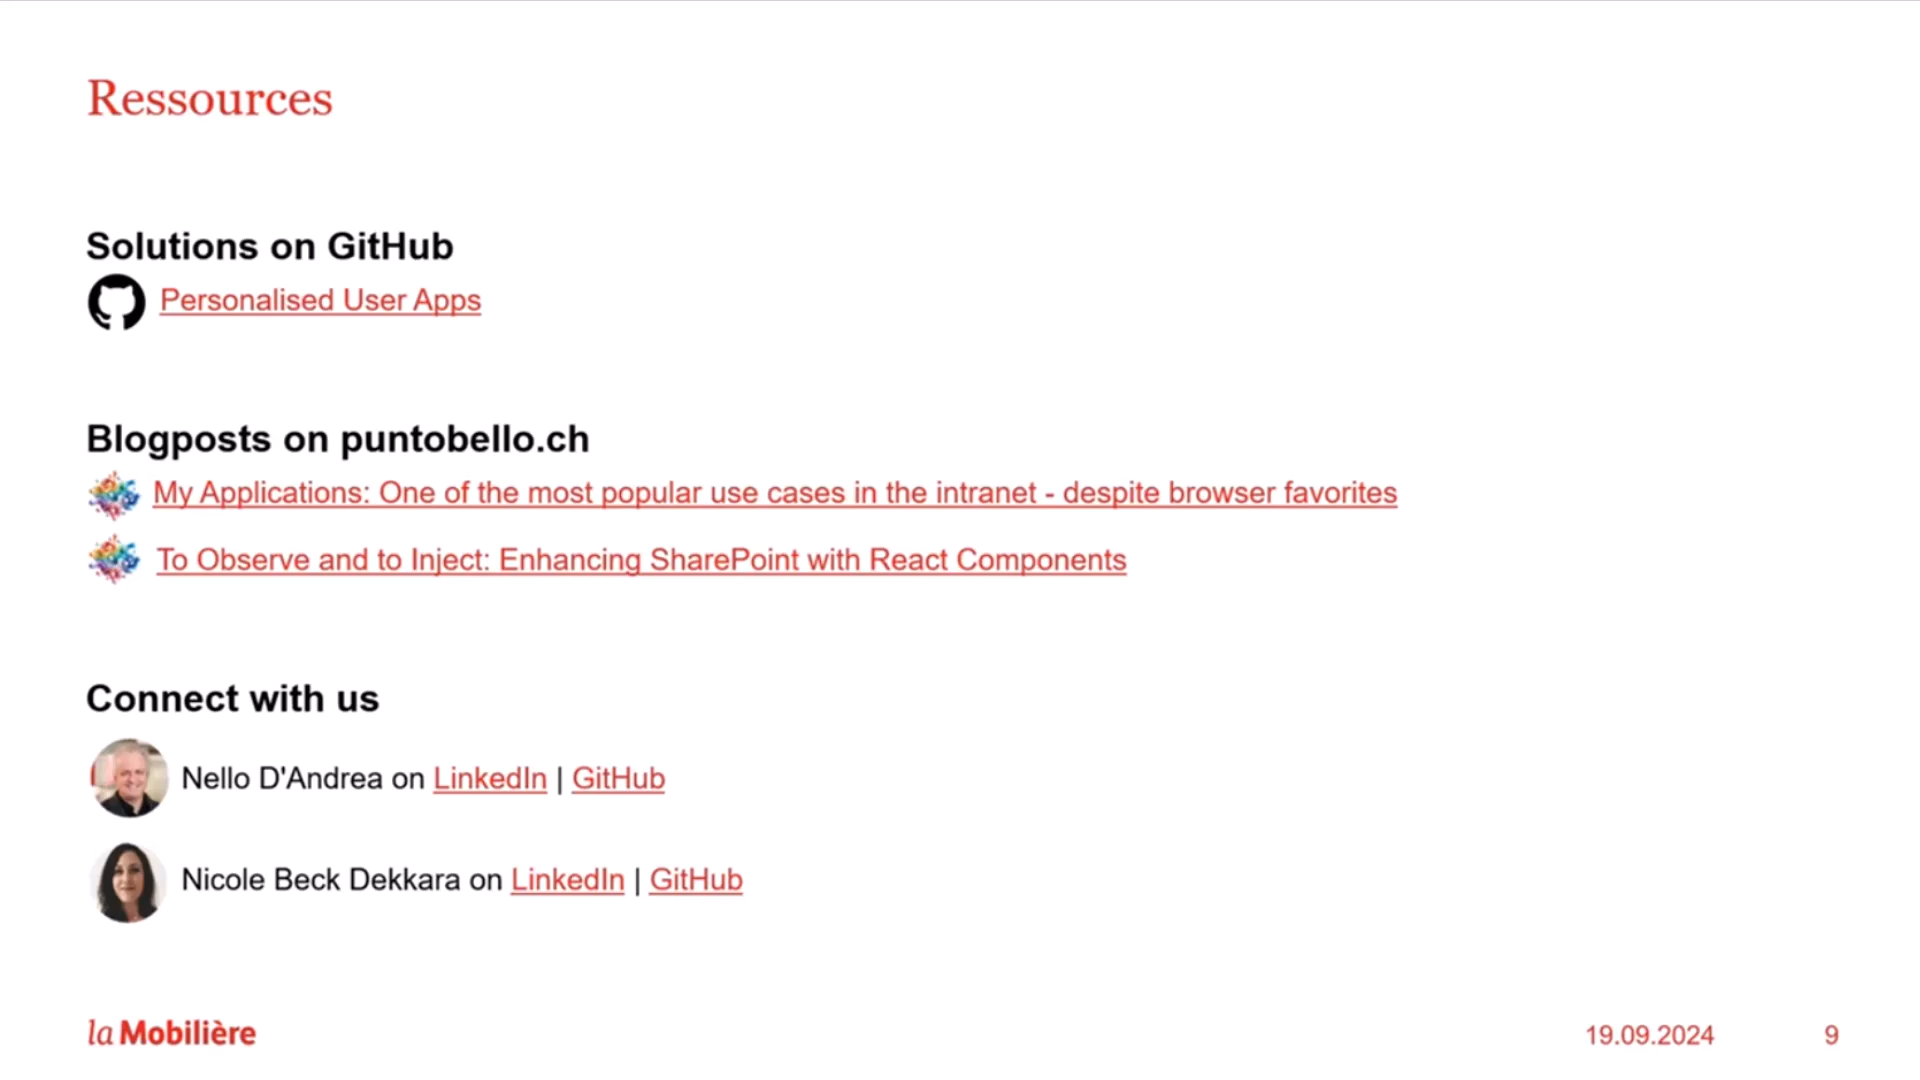 Ressources
Solutions on GitHub
Personalised User Apps
Blogposts on puntobello.ch
My Applications: One of the most popular use cases in the intranet - despite browser favorites
To Observe and to Inject: Enhancing SharePoint with React Components
Connect with us
Nello D'Andrea on LinkedIn | GitHub
Nicole Beck Dekkara on LinkedIn | GitHub
la Mobilière
19.09.2024 9